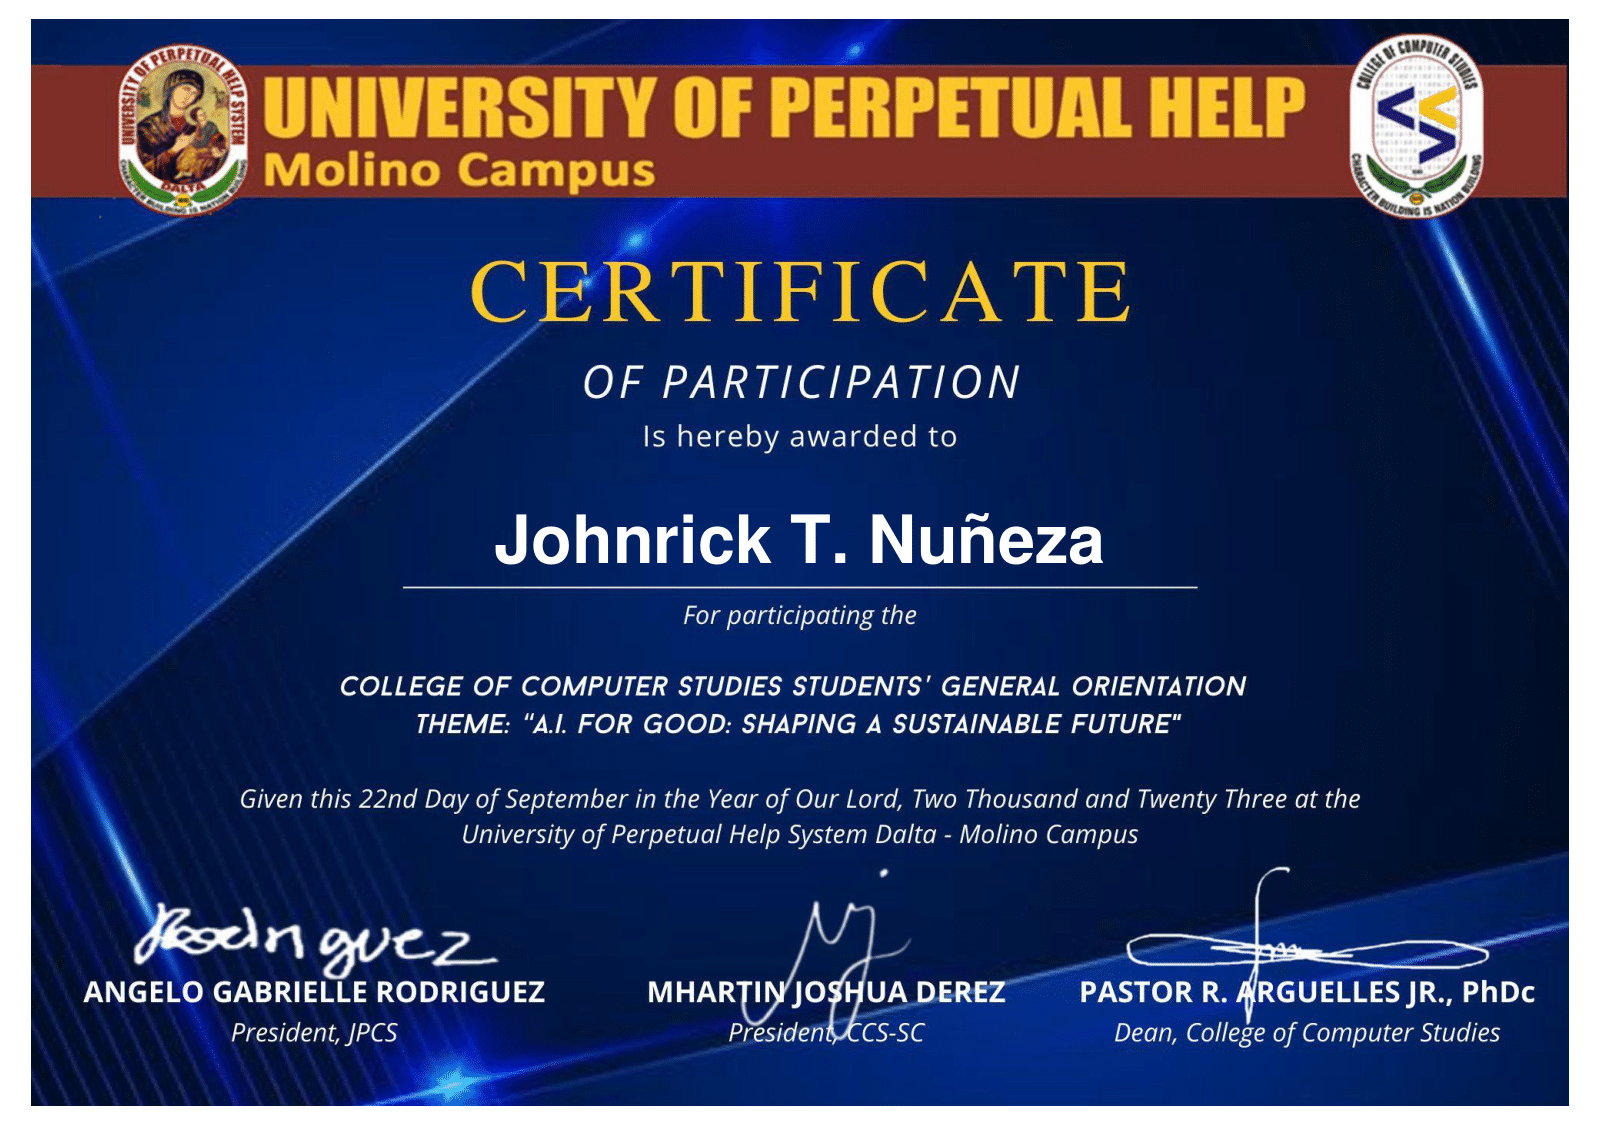 UNIVERSITY OF PERPETUAL HELP SYSTEM
DALTA
CHARACTER BUILDING IS NATION BUILDING
UNIVERSITY OF PERPETUAL HELP
Molino Campus
COLLEGE OF COMPUTER STUDIES
CHARACTER BUILDING IS NATION BUILDING
CERTIFICATE
OF PARTICIPATION
Is hereby awarded to
Johnrick T. Nuñeza
For participating the
COLLEGE OF COMPUTER STUDIES STUDENTS' GENERAL ORIENTATION
THEME: “A.I. FOR GOOD: SHAPING A SUSTAINABLE FUTURE"
Given this 22nd Day of September in the Year of Our Lord, Two Thousand and Twenty Three at the
University of Perpetual Help System Dalta - Molino Campus
Rodriguez
ANGELO GABRIELLE RODRIGUEZ
President, JPCS
MHARTIN JOSHUA DEREZ
President, CCS-SC
PASTOR R. ARGUELLES JR., PhDc
Dean, College of Computer Studies